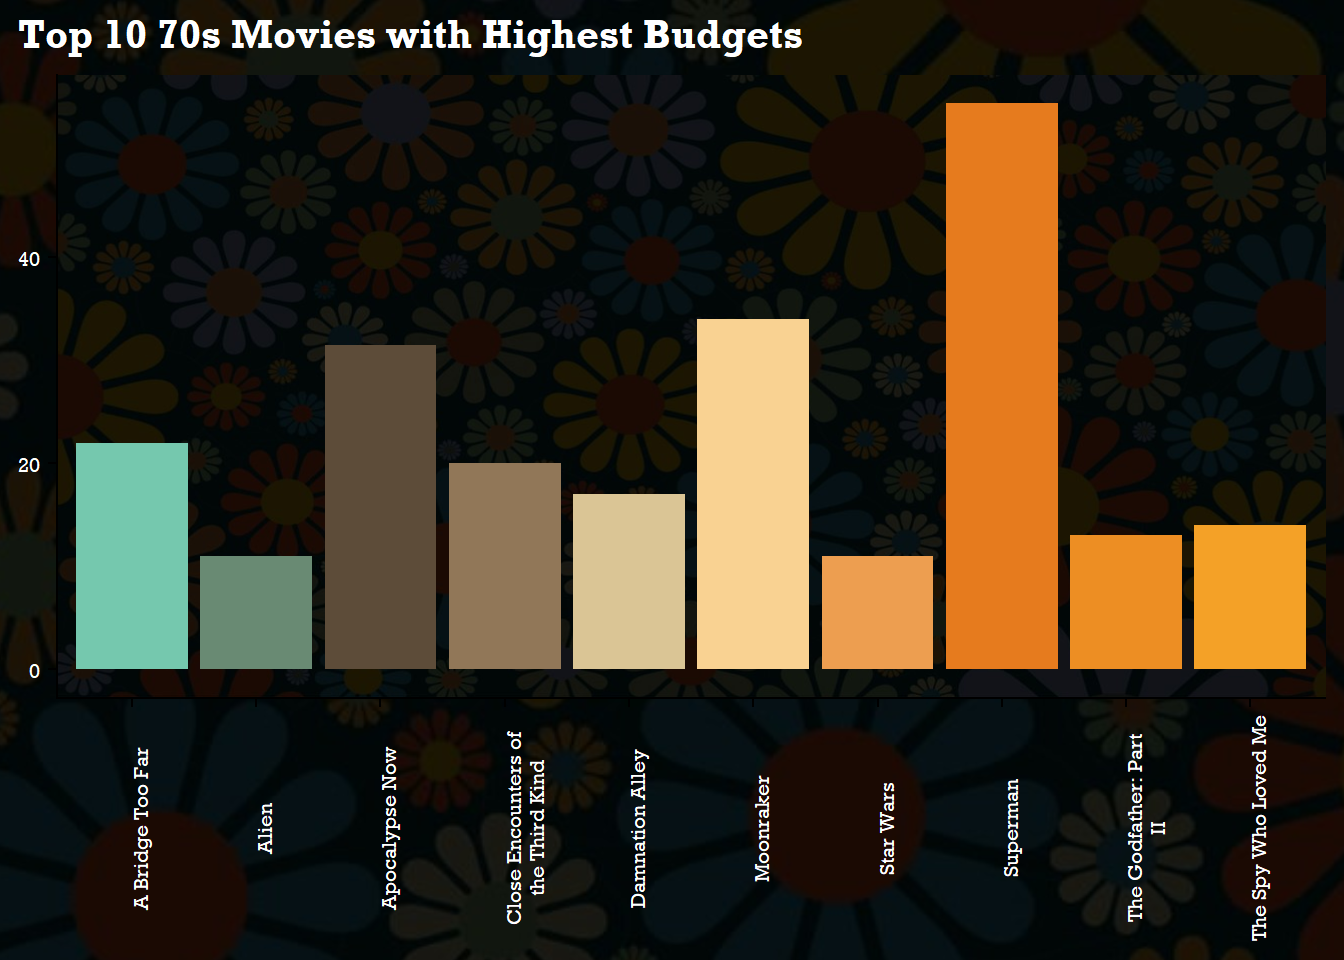 Top 10 70s Movies with Highest Budgets
40
20
0
A Bridge Too Far
Alien
Apocalypse Now
Close Encounters of
the Third Kind
Damnation Alley
Moonraker
Star Wars
Superman
The Godfather: Part
II
The Spy Who Loved Me